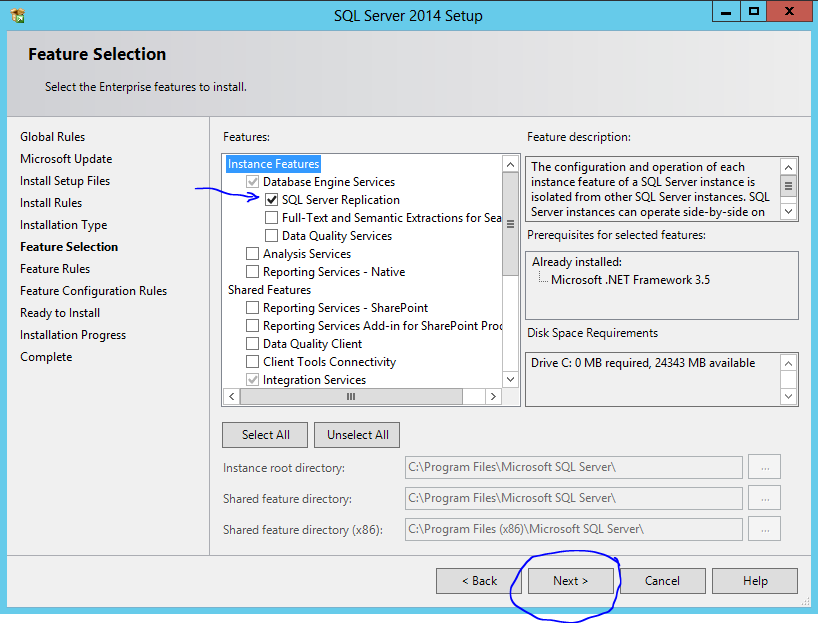 SQL Server 2014 Setup
Feature Selection
Select the Enterprise features to install.
Global Rules
Microsoft Update
Install Setup Files
Install Rules
Installation Type
Feature Selection
Feature Rules
Feature Configuration Rules
Ready to Install
Installation Progress
Complete
Features:
Instance Features
Database Engine Services
SQL Server Replication
Full-Text and Semantic Extractions for Sea
Data Quality Services
Analysis Services
Reporting Services - Native
Shared Features
Reporting Services - SharePoint
Reporting Services Add-in for SharePoint Proc
Data Quality Client
Client Tools Connectivity
Integration Services
Feature description:
The configuration and operation of each
instance feature of a SQL Server instance is
isolated from other SQL Server instances. SQL
Server instances can operate side-by-side on
Prerequisites for selected features:
Already installed:
Microsoft .NET Framework 3.5
Disk Space Requirements
Drive C: 0 MB required, 24343 MB available
Select All
Unselect All
Instance root directory:
C:\Program Files\Microsoft SQL Server\
...
Shared feature directory:
C:\Program Files\Microsoft SQL Server\
...
Shared feature directory (x86):
C:\Program Files (x86)\Microsoft SQL Server\
...
< Back
Next >
Cancel
Help